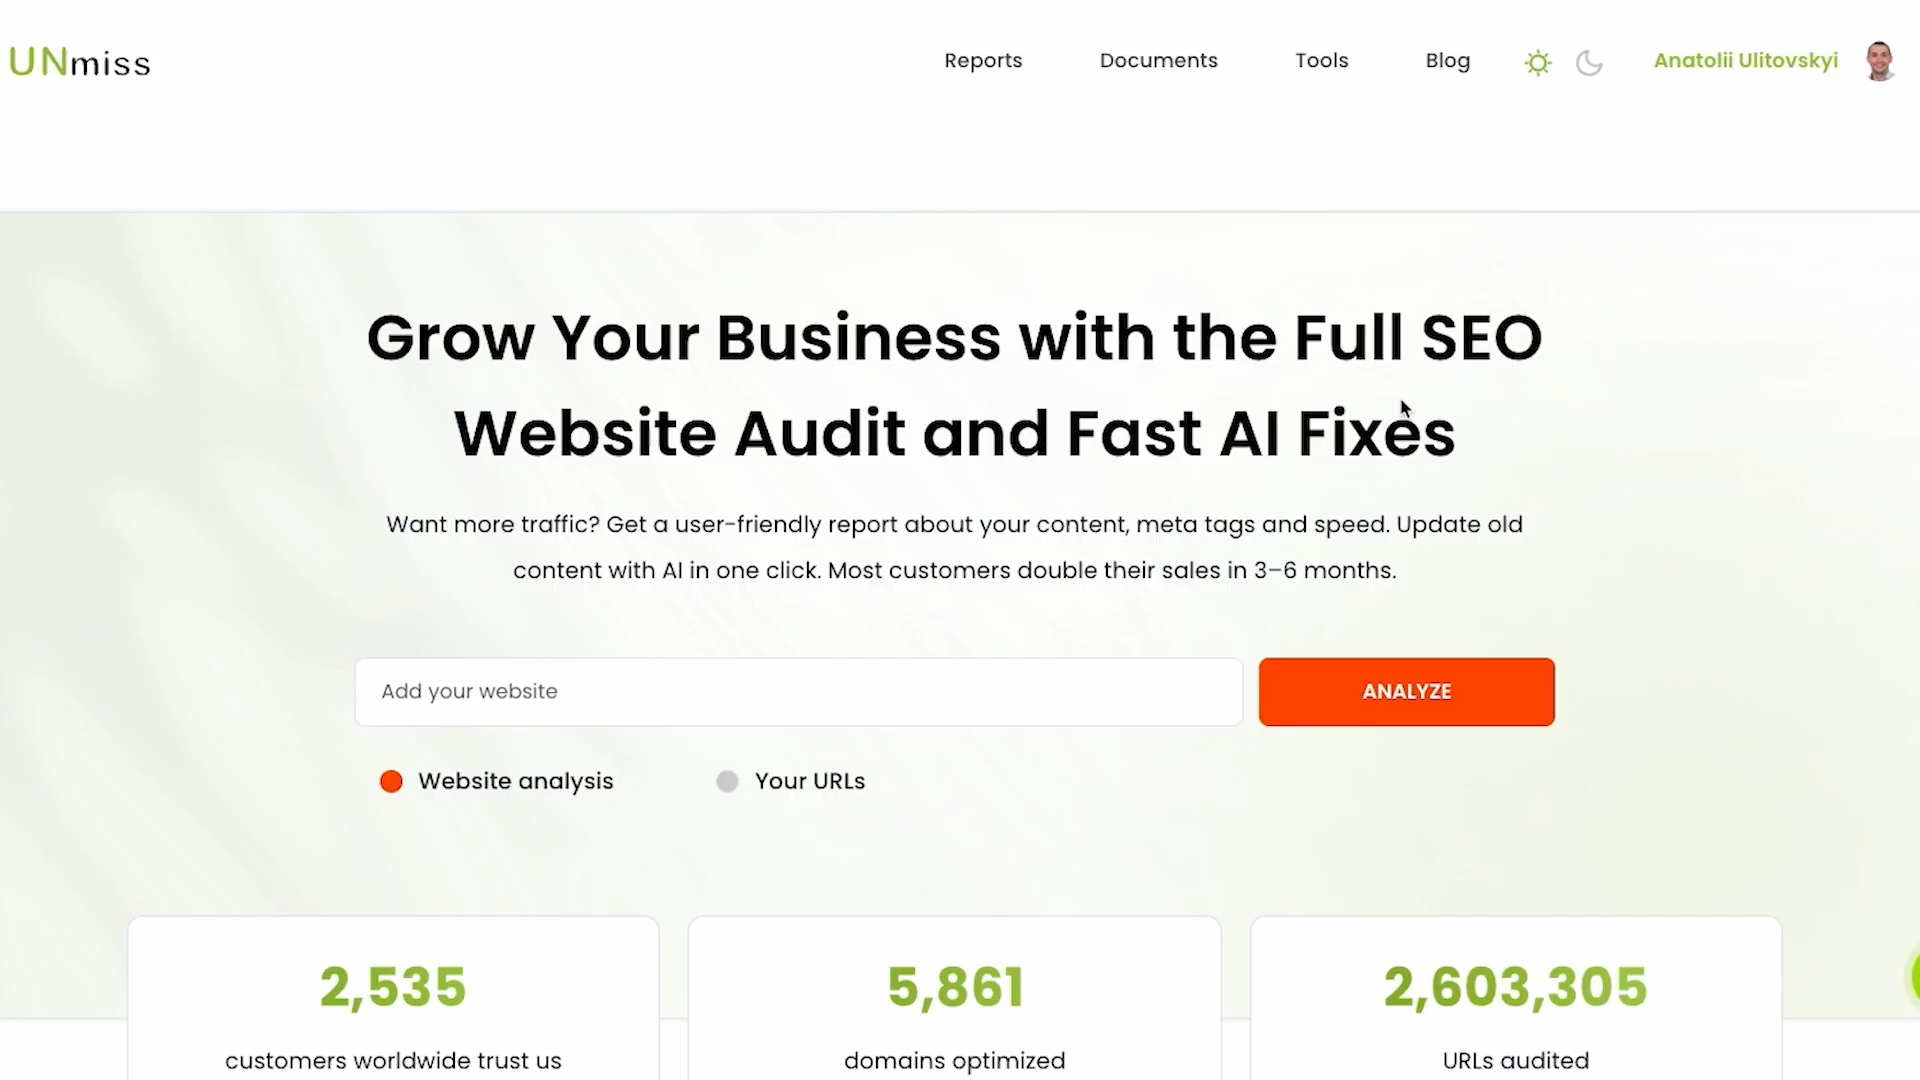 UNmiss
Reports
Documents
Tools
Blog
Anatolii Ulitovskyi
Grow Your Business with the Full SEO
Website Audit and Fast AI Fixes
Want more traffic? Get a user-friendly report about your content, meta tags and speed. Update old
content with AI in one click. Most customers double their sales in 3–6 months.
Add your website
ANALYZE
Website analysis
Your URLs
2,535
customers worldwide trust us
5,861
domains optimized
2,603,305
URLs audited